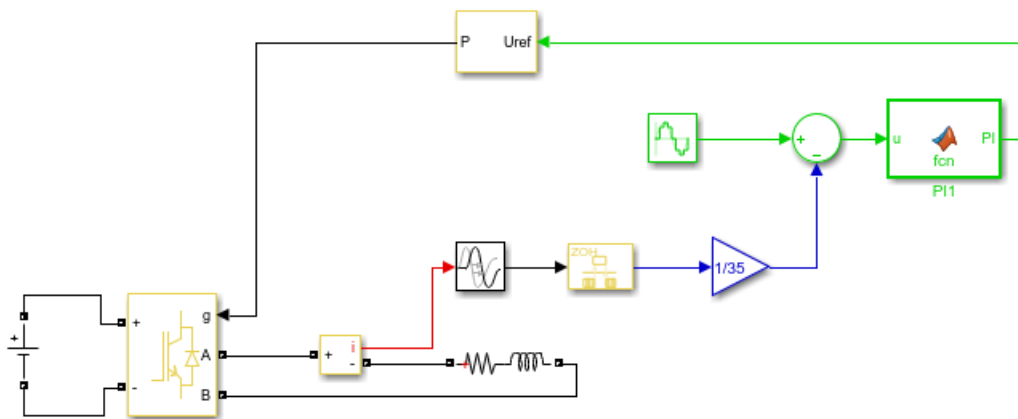 P
Uref
+
−
u
PI
fcn
PI1
ZOH
1/35
+
+
g
A
+
i
-
-
B